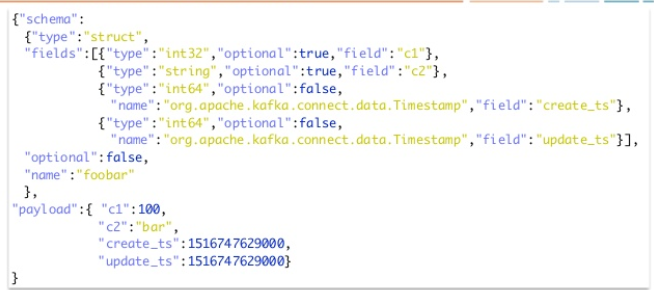 {"schema":
{"type":"struct",
"fields":[{"type":"int32","optional":true,"field":"c1"},
{"type":"string","optional":true,"field":"c2"},
{"type":"int64","optional":false,
"name":"org.apache.kafka.connect.data.Timestamp","field":"create_ts"},
{"type":"int64","optional":false,
"name":"org.apache.kafka.connect.data.Timestamp","field":"update_ts"}],
"optional":false,
"name":"foobar"
},
"payload":{ "c1":100,
"c2":"bar",
"create_ts":1516747629000,
"update_ts":1516747629000}
}